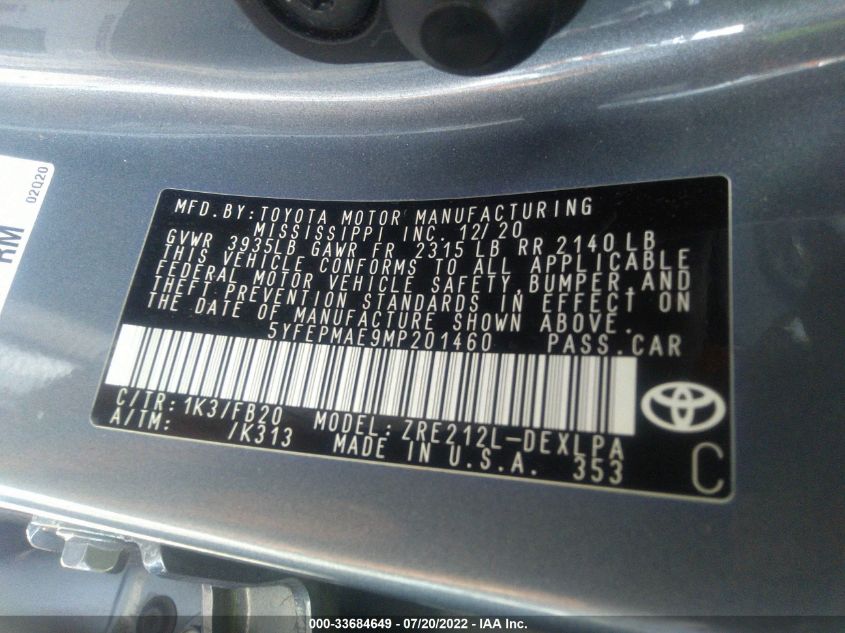 02Q20
RM
MFD. BY: TOYOTA MOTOR MANUFACTURING
MISSISSIPPI INC. 12/20
GVWR 3935LB GAWR FR 2315 LB RR 2140 LB
THIS VEHICLE CONFORMS TO ALL APPLICABLE
FEDERAL MOTOR VEHICLE SAFETY, BUMPER, AND
THEFT PREVENTION STANDARDS IN EFFECT ON
THE DATE OF MANUFACTURE SHOWN ABOVE.
5YFEPMAE9MP201460 PASS. CAR
C/TR: 1K3/FB20 MODEL: ZRE212L-DEXLPA
A/TM: /K313 MADE IN U.S.A. 353
C
000-33684649 - 07/20/2022 - IAA Inc.